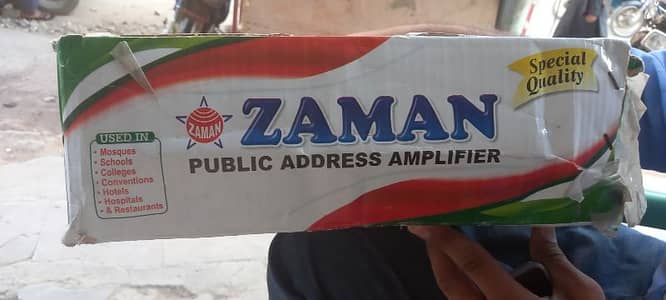 Special
Quality
ZAMAN
ZAMAN
PUBLIC ADDRESS AMPLIFIER
USED IN
• Mosques
• Schools
• Colleges
• Conventions
• Hotels
• Hospitals
• & Restaurants